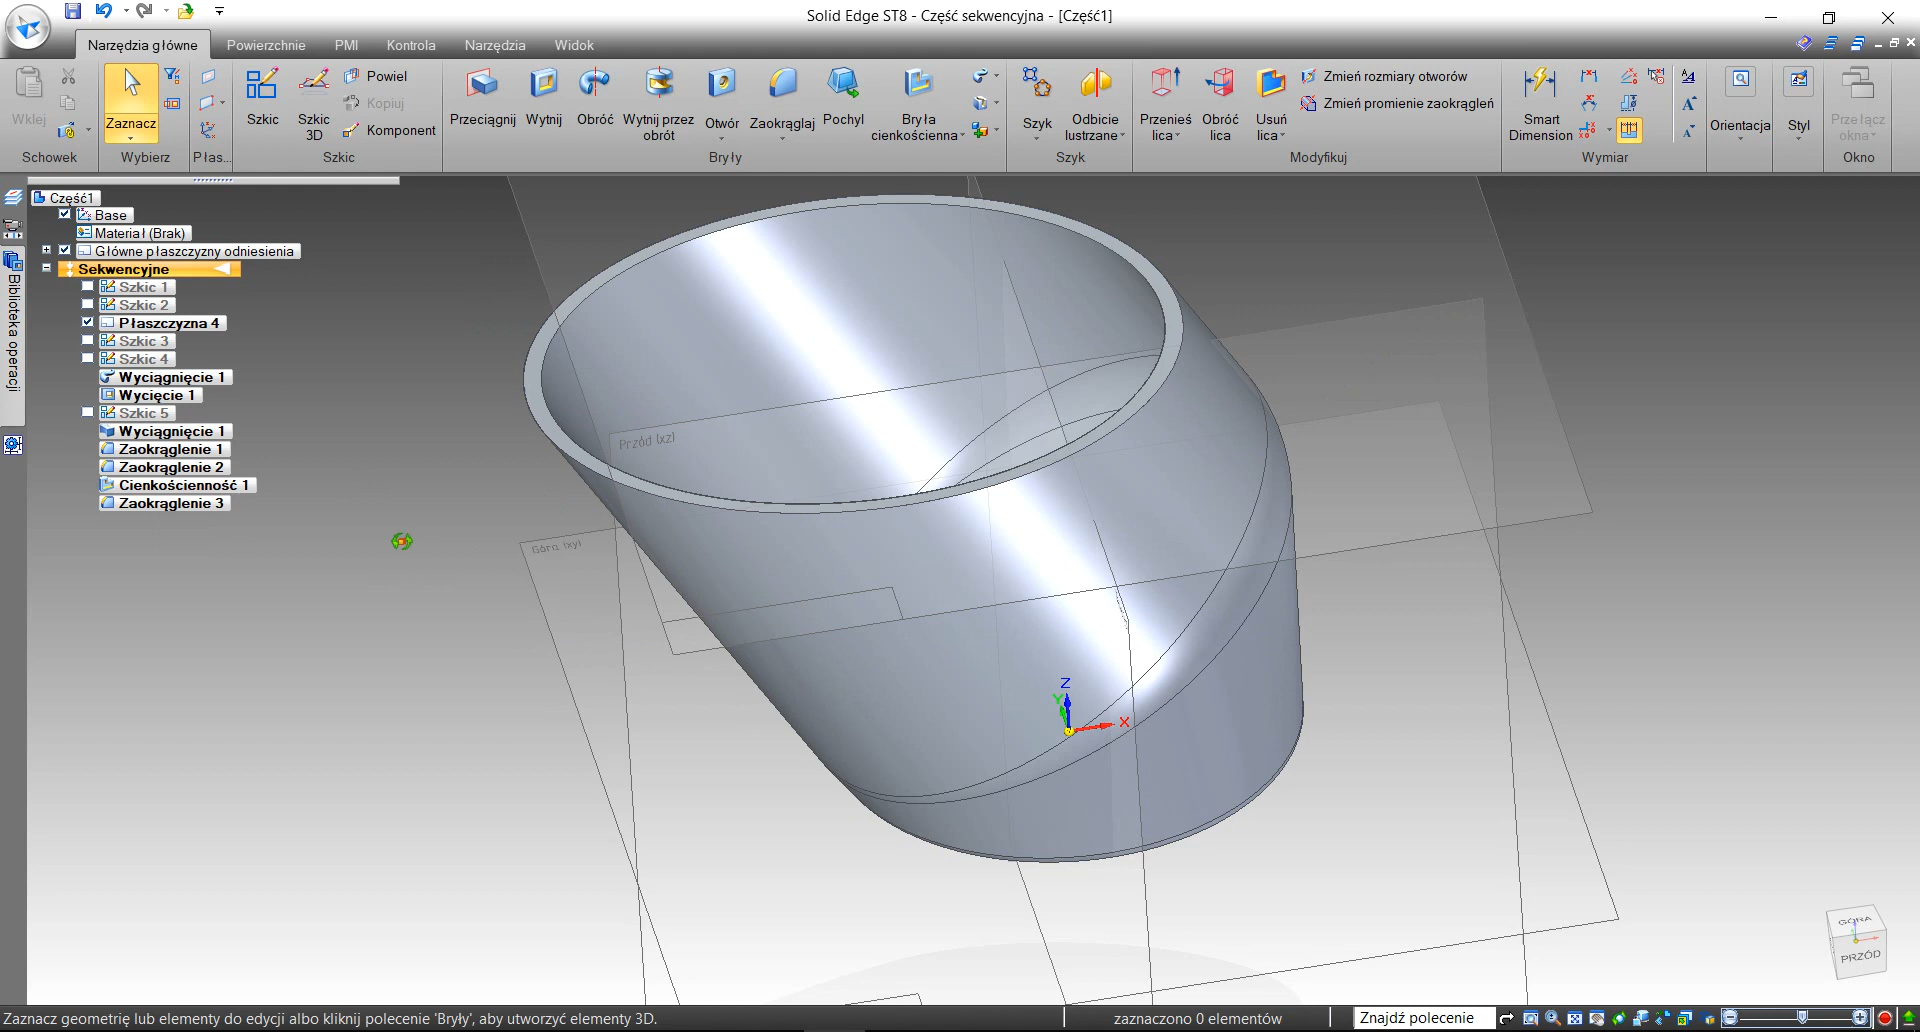 Solid Edge ST8 - Część sekwencyjna - [Część1]
Narzędzia główne
Powierzchnie
PMI
Kontrola
Narzędzia
Widok
Wklej
Schowek
Zaznacz
Wybierz
Płas...
Szkic
Szkic 3D
Powiel
Kopiuj
Komponent
Szkic
Przeciągnij
Wytnij
Obróć
Wytnij przez obrót
Otwór
Zaokrąglaj
Pochyl
Bryła cienkościenna
Bryły
Szyk
Odbicie lustrzane
Szyk
Przenieś lica
Obróć lica
Usuń lica
Zmień rozmiary otworów
Zmień promienie zaokrągleń
Modyfikuj
Smart Dimension
Wymiar
Orientacja
Styl
Przełącz okna
Okno
Biblioteka operacji
Część1
Base
Materiał (Brak)
Główne płaszczyzny odniesienia
Sekwencyjne
Szkic 1
Szkic 2
Płaszczyzna 4
Szkic 3
Szkic 4
Wyciągnięcie 1
Wycięcie 1
Szkic 5
Wyciągnięcie 1
Zaokrąglenie 1
Zaokrąglenie 2
Cienkościenność 1
Zaokrąglenie 3
Przód (xz)
Góra (xy)
Z
Y
X
GÓRA
PRZÓD
Zaznacz geometrię lub elementy do edycji albo kliknij polecenie 'Bryły', aby utworzyć elementy 3D.
zaznaczono 0 elementów
Znajdź polecenie